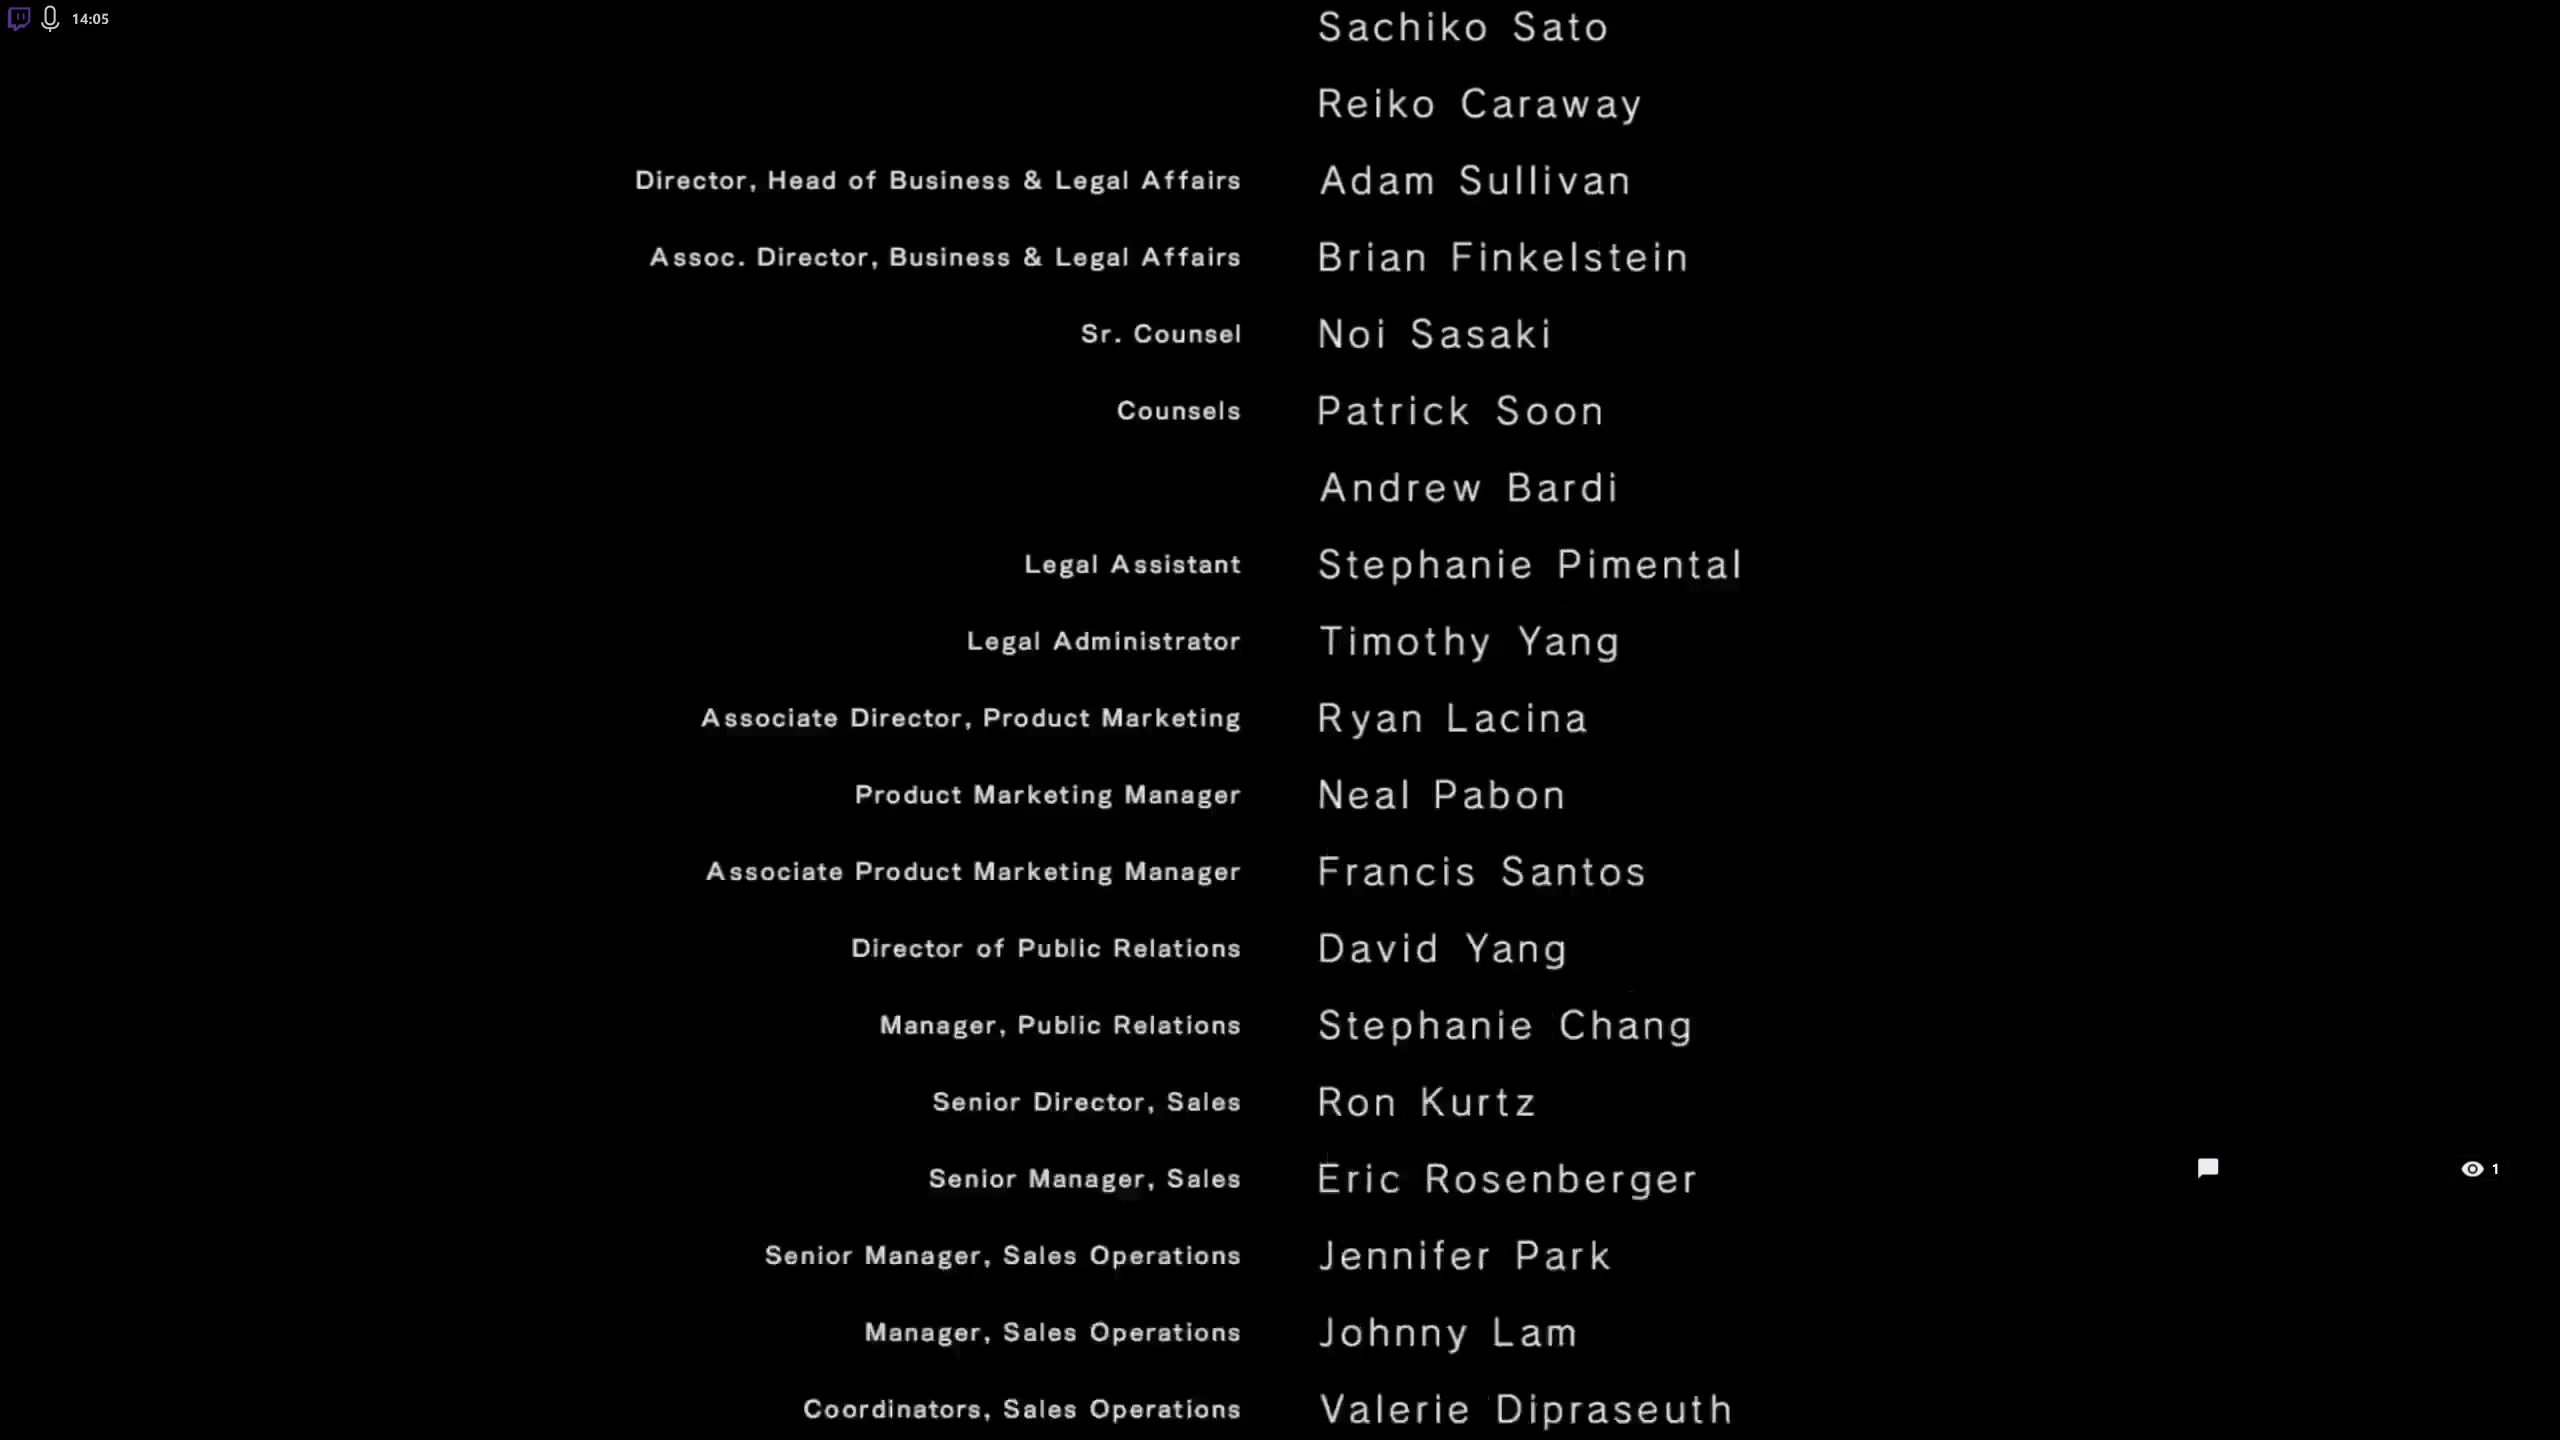 14:05
Sachiko Sato
Reiko Caraway
Director, Head of Business & Legal Affairs Adam Sullivan
Assoc. Director, Business & Legal Affairs Brian Finkelstein
Sr. Counsel Noi Sasaki
Counsels Patrick Soon
Andrew Bardi
Legal Assistant Stephanie Pimental
Legal Administrator Timothy Yang
Associate Director, Product Marketing Ryan Lacina
Product Marketing Manager Neal Pabon
Associate Product Marketing Manager Francis Santos
Director of Public Relations David Yang
Manager, Public Relations Stephanie Chang
Senior Director, Sales Ron Kurtz
Senior Manager, Sales Eric Rosenberger
1
Senior Manager, Sales Operations Jennifer Park
Manager, Sales Operations Johnny Lam
Coordinators, Sales Operations Valerie Dipraseuth